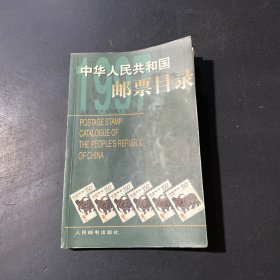 中华人民共和国
1997
邮票目录
POSTAGE STAMP
CATALOGUE OF
THE PEOPLE'S REPUBLIC
OF CHINA
人民邮电出版社